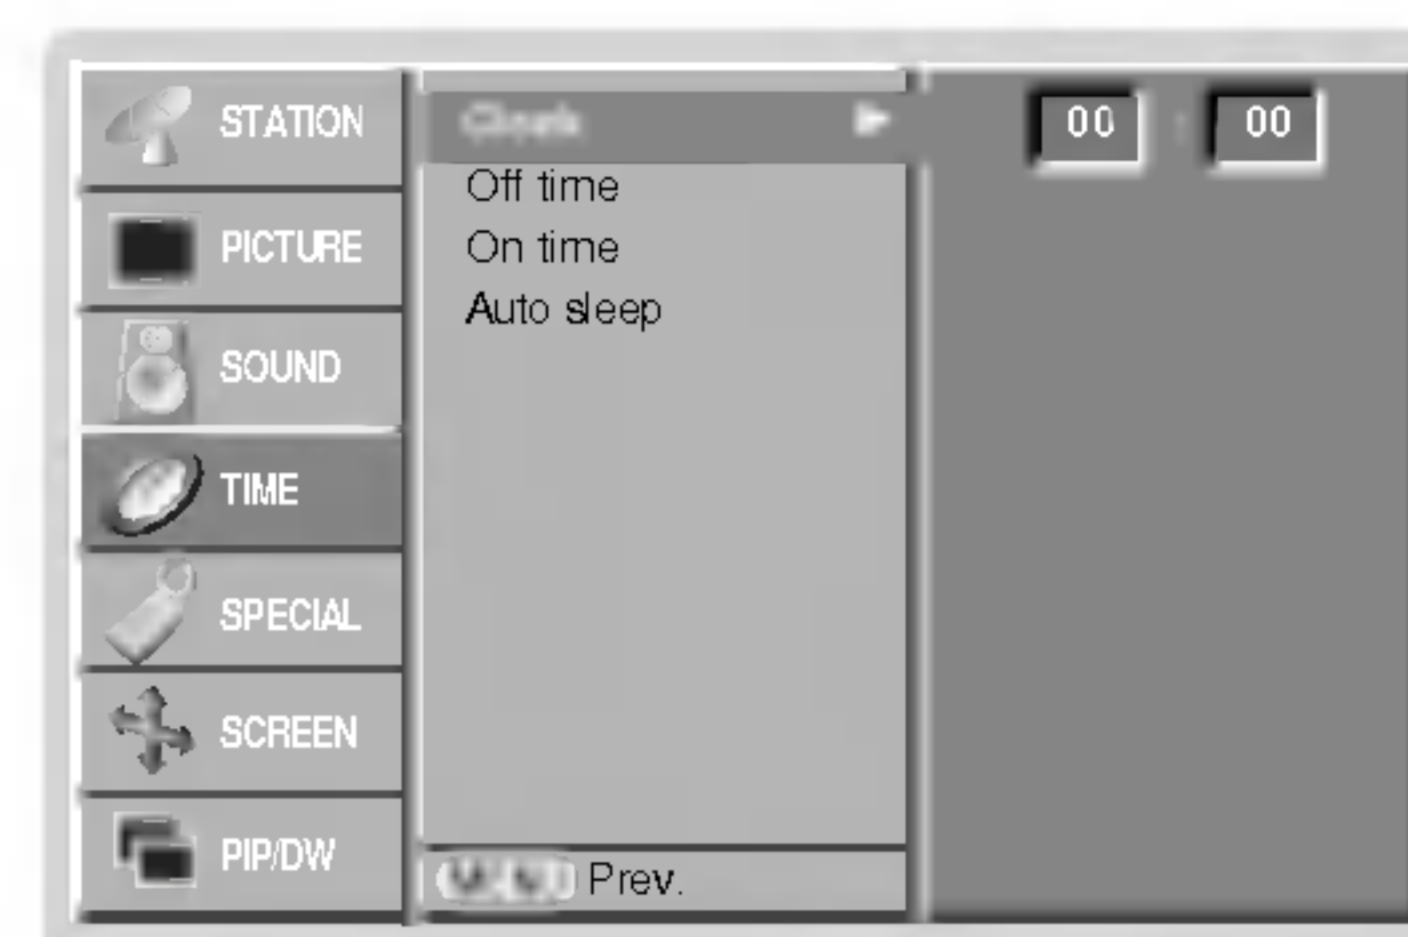 STATION
PICTURE
SOUND
TIME
SPECIAL
SCREEN
PIP/DW
Off time
On time
Auto sleep
Prev.
00 : 00